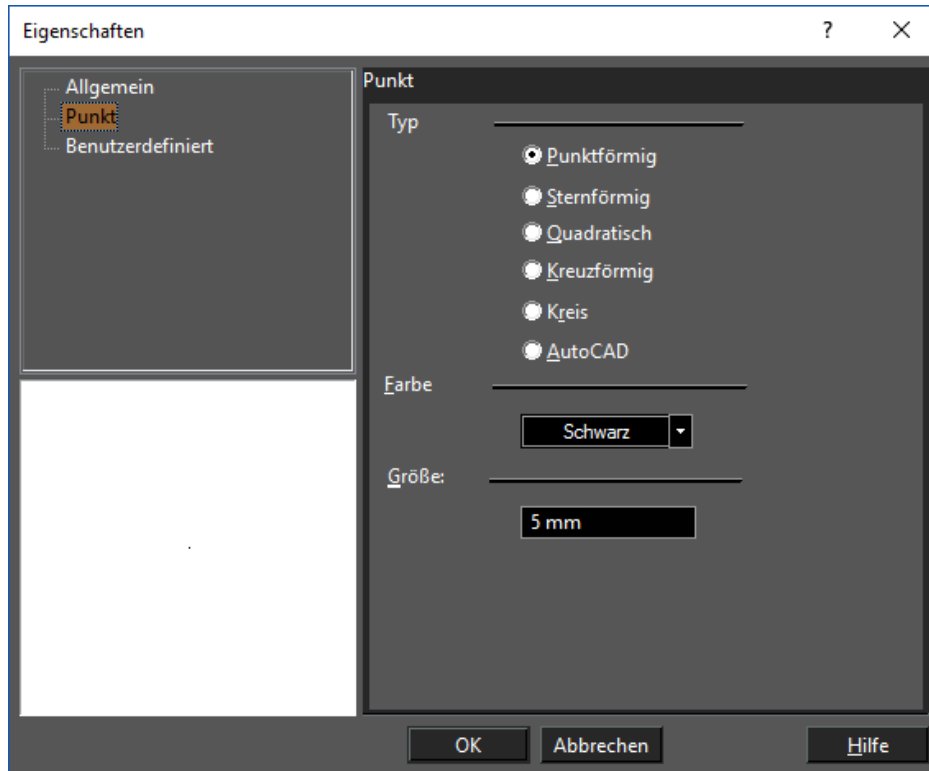 Eigenschaften ?
Allgemein
Punkt
Benutzerdefiniert
Punkt
Typ
Punktförmig
Sternförmig
Quadratisch
Kreuzförmig
Kreis
AutoCAD
Farbe
Schwarz
Größe:
5 mm
OK Abbrechen Hilfe